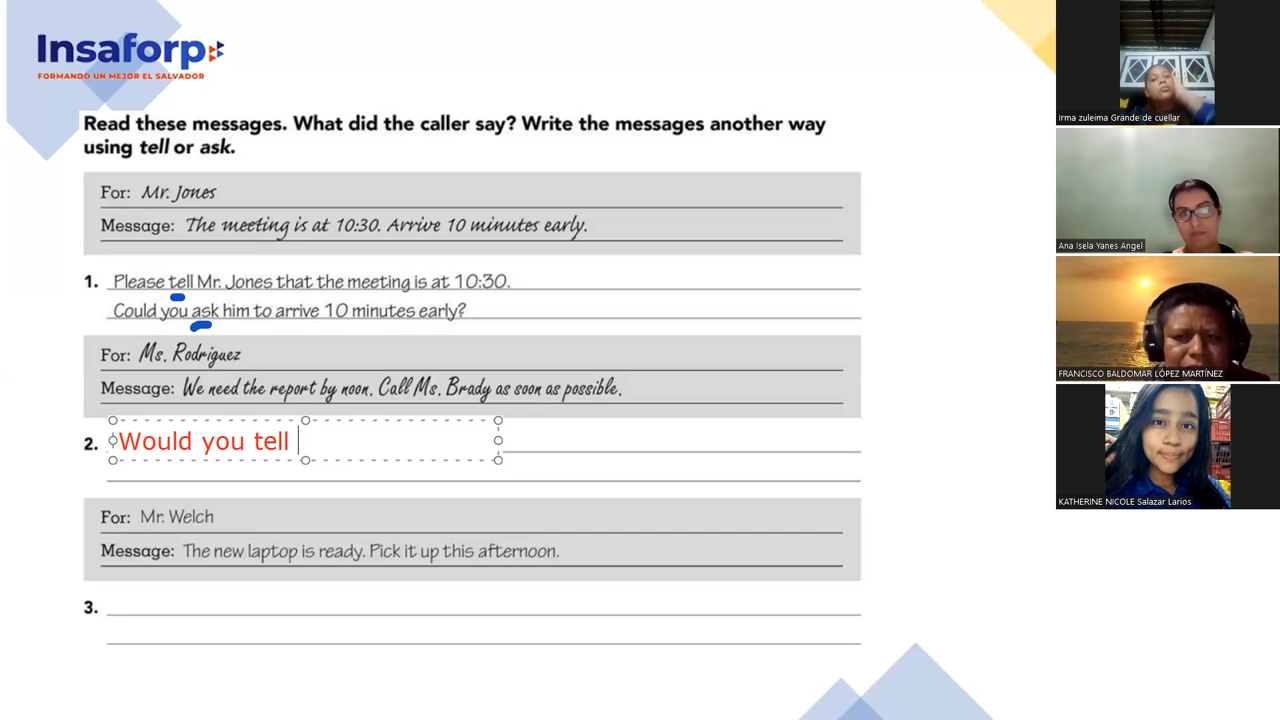 Insaforp
FORMANDO UN MEJOR EL SALVADOR
Read these messages. What did the caller say? Write the messages another way
using tell or ask.
For: Mr. Jones
Message: The meeting is at 10:30. Arrive 10 minutes early.
1. Please tell Mr. Jones that the meeting is at 10:30.
Could you ask him to arrive 10 minutes early?
For: Ms. Rodriguez
Message: We need the report by noon. Call Ms. Brady as soon as possible.
2. Would you tell
For: Mr. Welch
Message: The new laptop is ready. Pick it up this afternoon.
3.
Irma zuleima Grande de cuellar
Ana Isela Yanes Angel
FRANCISCO BALDOMAR LÓPEZ MARTÍNEZ
KATHERINE NICOLE Salazar Larios